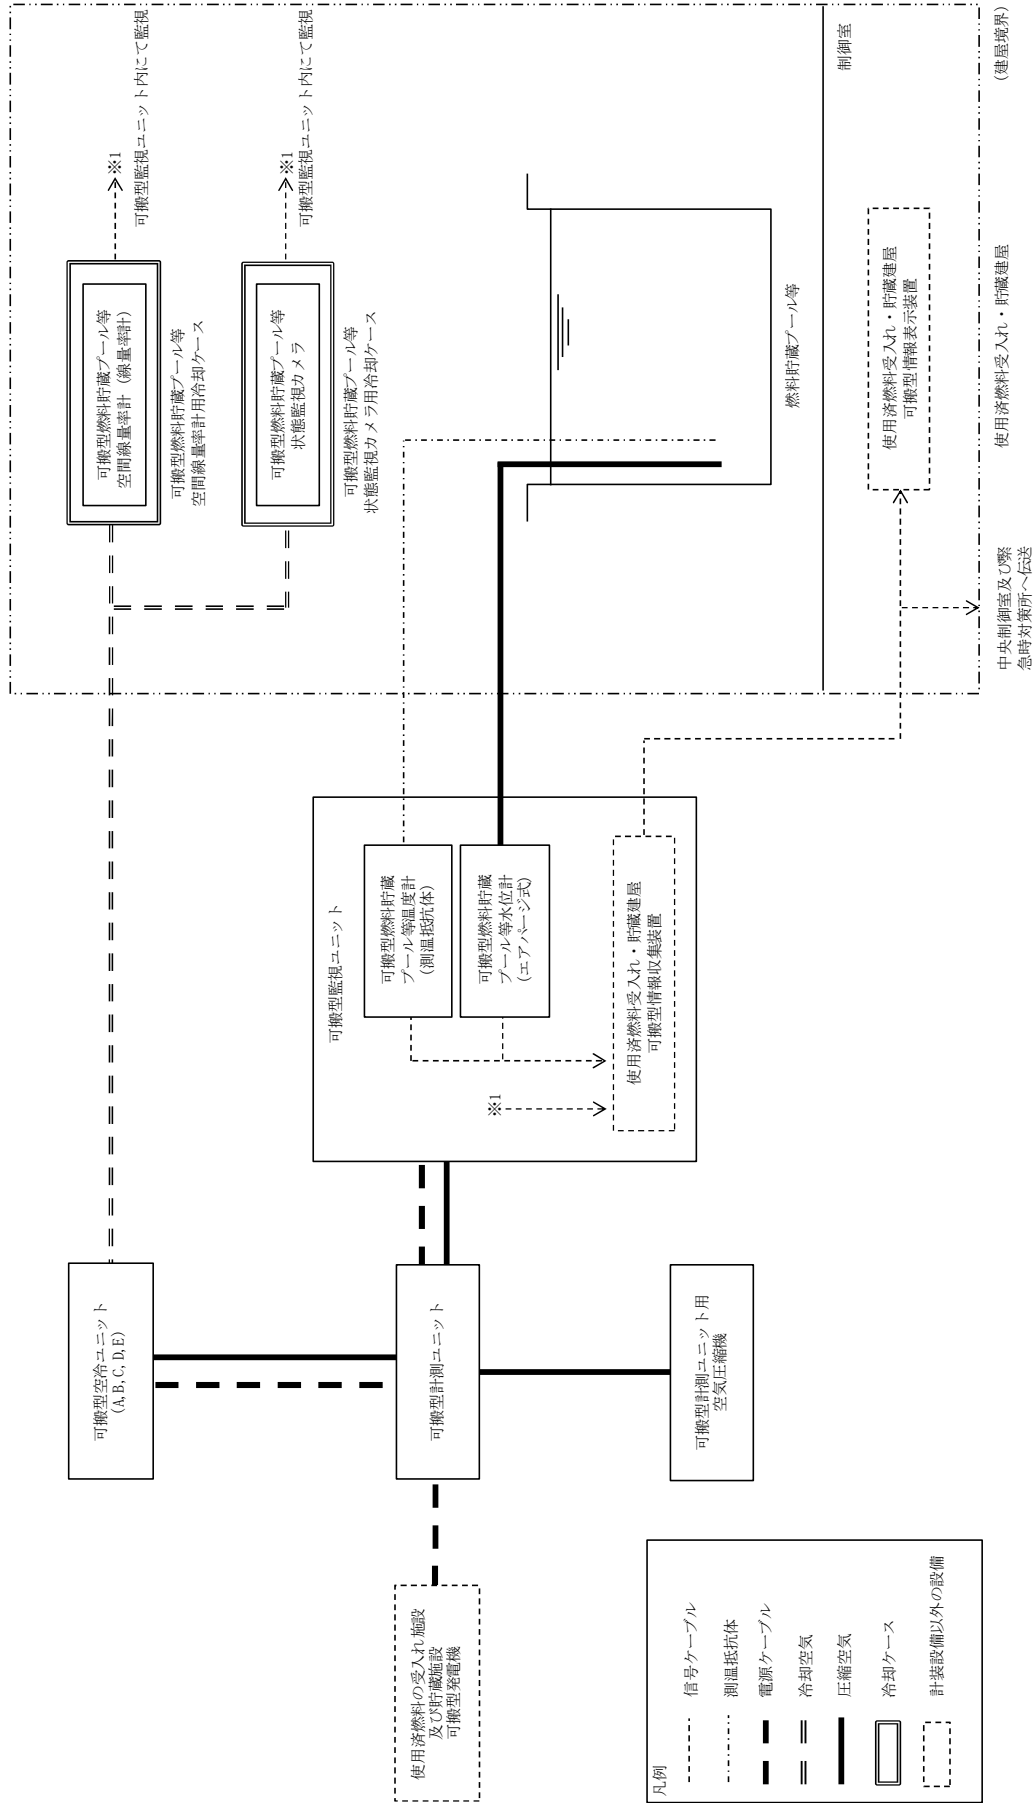 可搬型燃料貯蔵プール等
空間線量率計（線量率計）
可搬型燃料貯蔵プール等
空間線量率計用冷却ケース
※1
可搬型監視ユニット内にて監視
可搬型燃料貯蔵プール等
状態監視カメラ
可搬型燃料貯蔵プール等
状態監視カメラ用冷却ケース
※1
可搬型監視ユニット内にて監視
燃料貯蔵プール等
制御室
使用済燃料受入れ・貯蔵建屋
可搬型情報表示装置
使用済燃料受入れ・貯蔵建屋
（建屋境界）
中央制御室及び緊
急時対策所へ伝送
可搬型監視ユニット
可搬型燃料貯蔵
プール等温度計
（測温抵抗体）
可搬型燃料貯蔵
プール等水位計
（エアパージ式）
※1
使用済燃料受入れ・貯蔵建屋
可搬型情報収集装置
可搬型空冷ユニット
（A, B, C, D, E）
可搬型計測ユニット
可搬型計測ユニット用
空気圧縮機
使用済燃料の受入れ施設
及び貯蔵施設
可搬型発電機
凡例
信号ケーブル
測温抵抗体
電源ケーブル
冷却空気
圧縮空気
冷却ケース
計装設備以外の設備